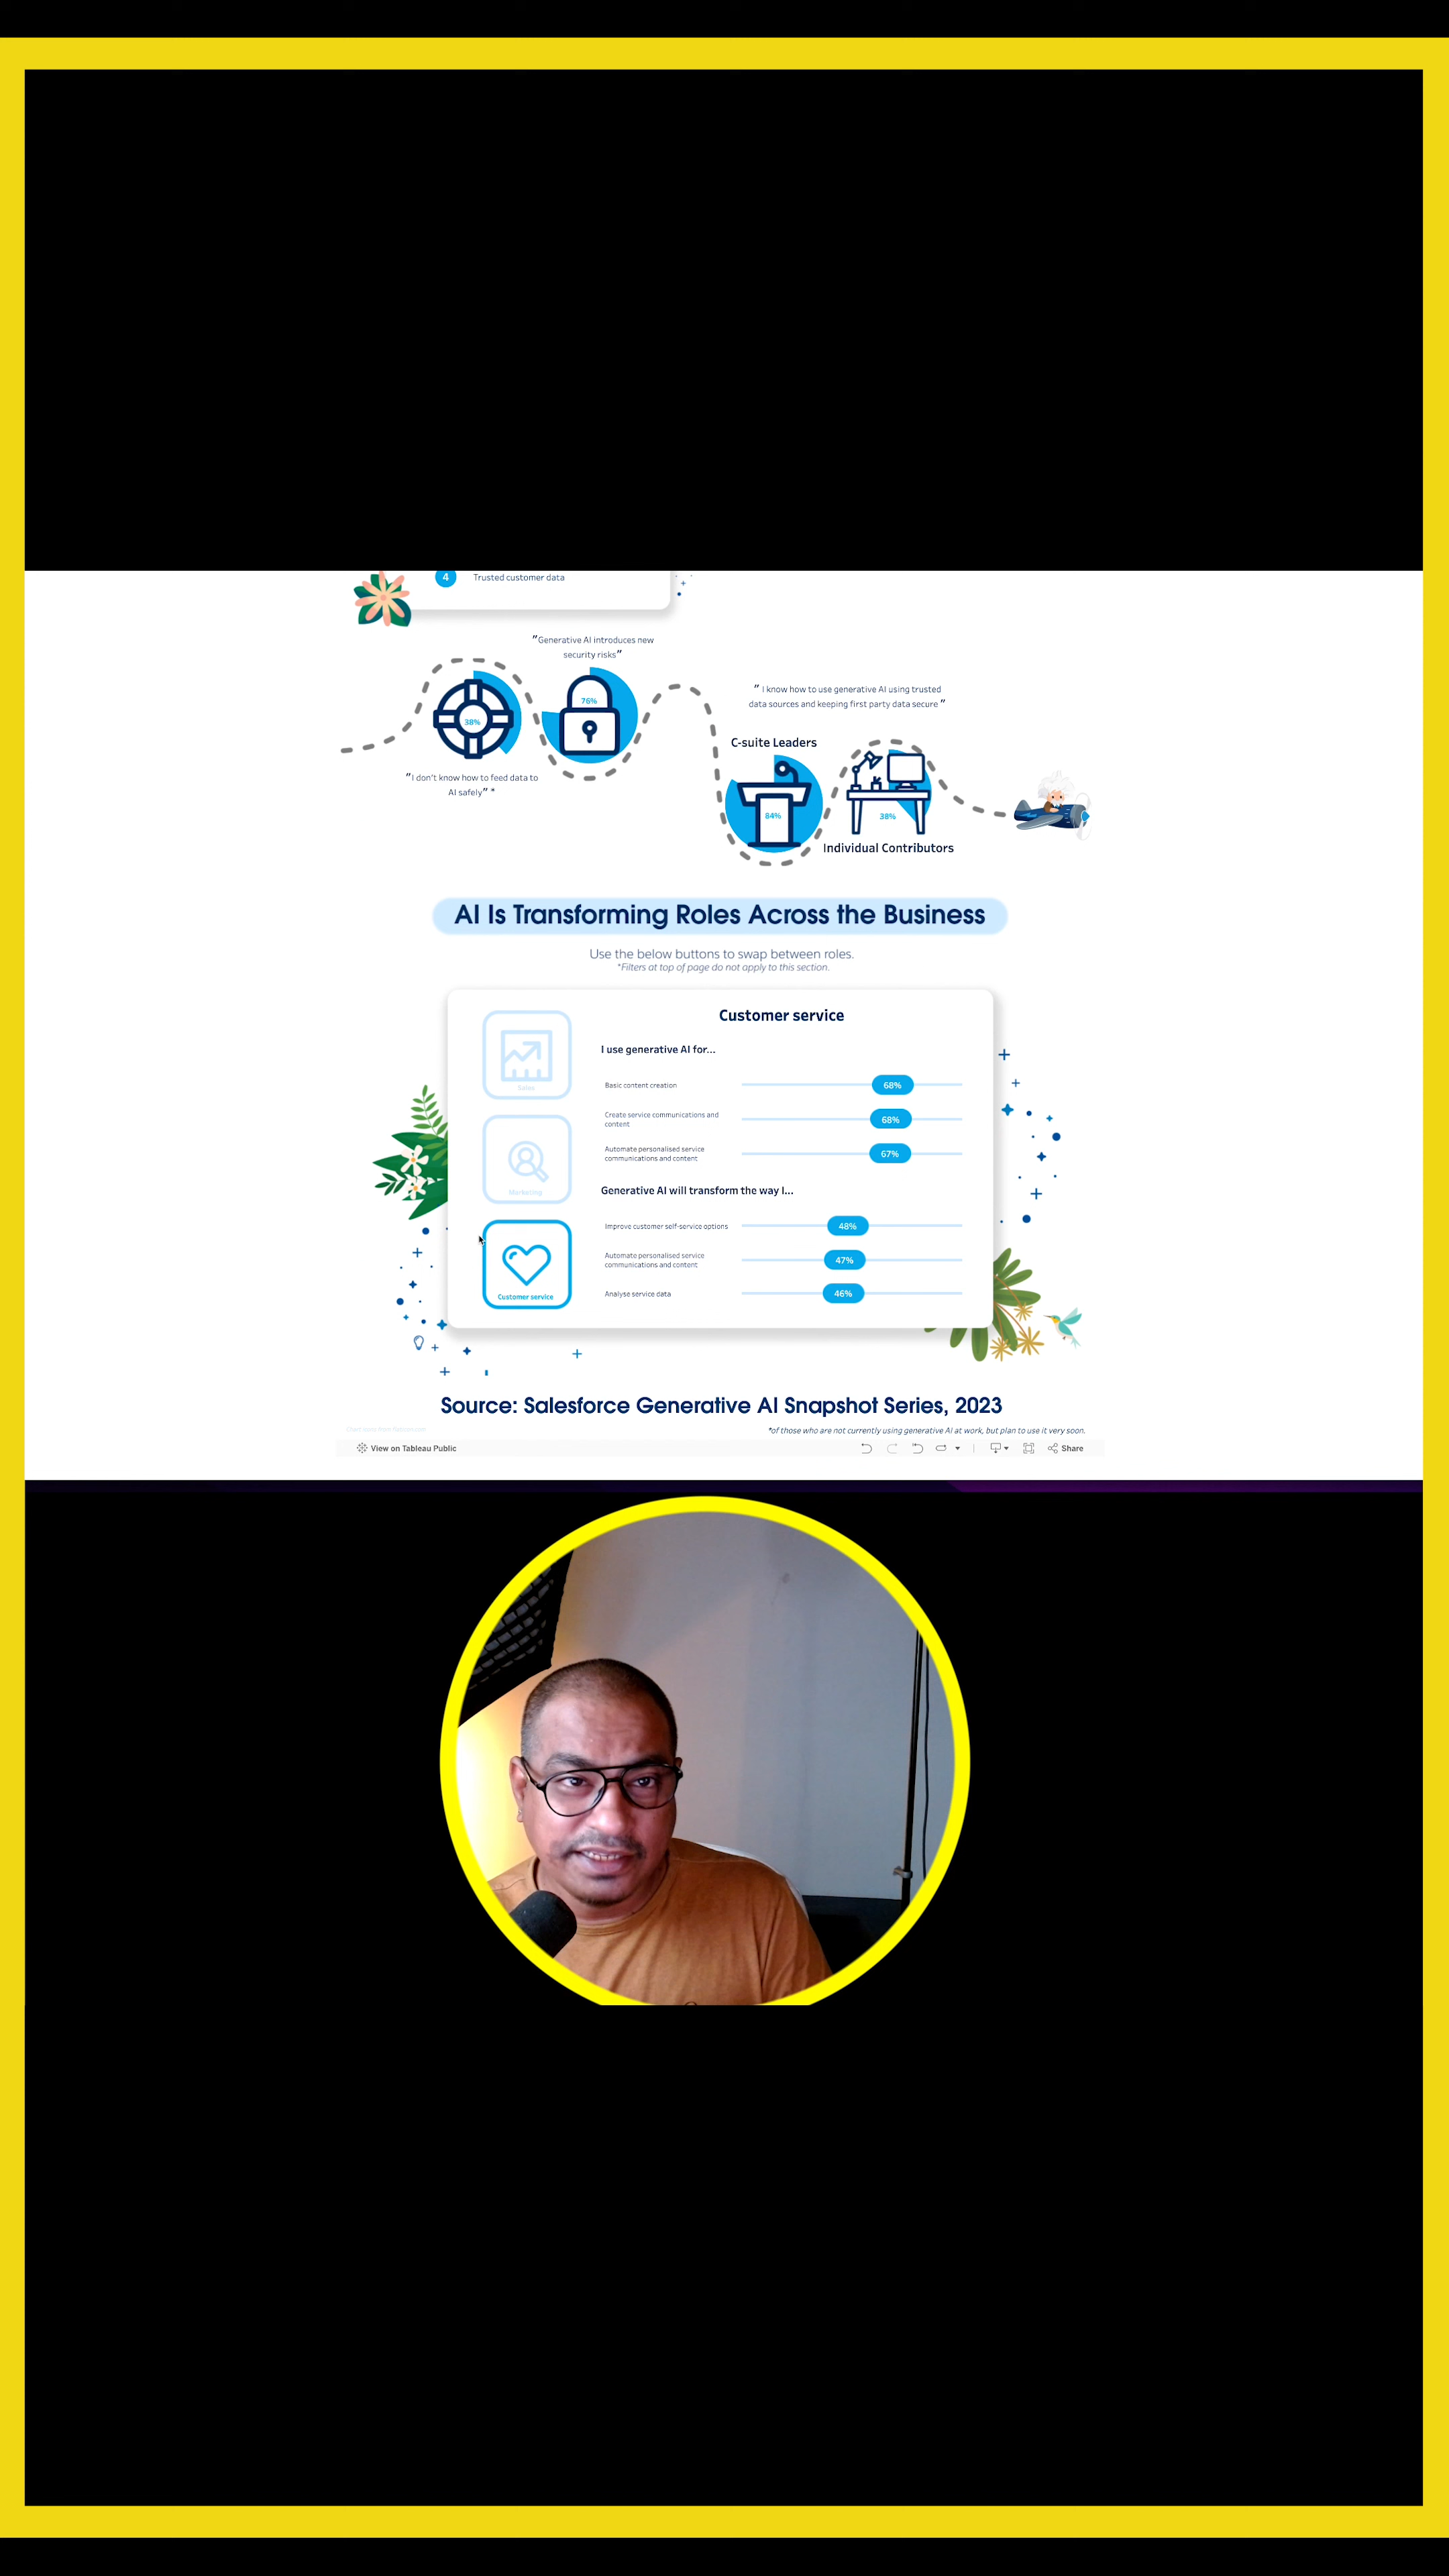 4 Trusted customer data
"Generative AI introduces new
security risks"
38%
76%
"I don't know how to feed data to
AI safely" *
" I know how to use generative AI using trusted
data sources and keeping first party data secure "
C-suite Leaders
84%
38%
Individual Contributors
AI Is Transforming Roles Across the Business
Use the below buttons to swap between roles.
*Filters at top of page do not apply to this section.
Sales
Marketing
Customer service
Customer service
I use generative AI for...
Basic content creation 68%
Create service communications and
content 68%
Automate personalised service
communications and content 67%
Generative AI will transform the way I...
Improve customer self-service options 48%
Automate personalised service
communications and content 47%
Analyse service data 46%
Source: Salesforce Generative AI Snapshot Series, 2023
*of those who are not currently using generative AI at work, but plan to use it very soon.
View on Tableau Public
Share